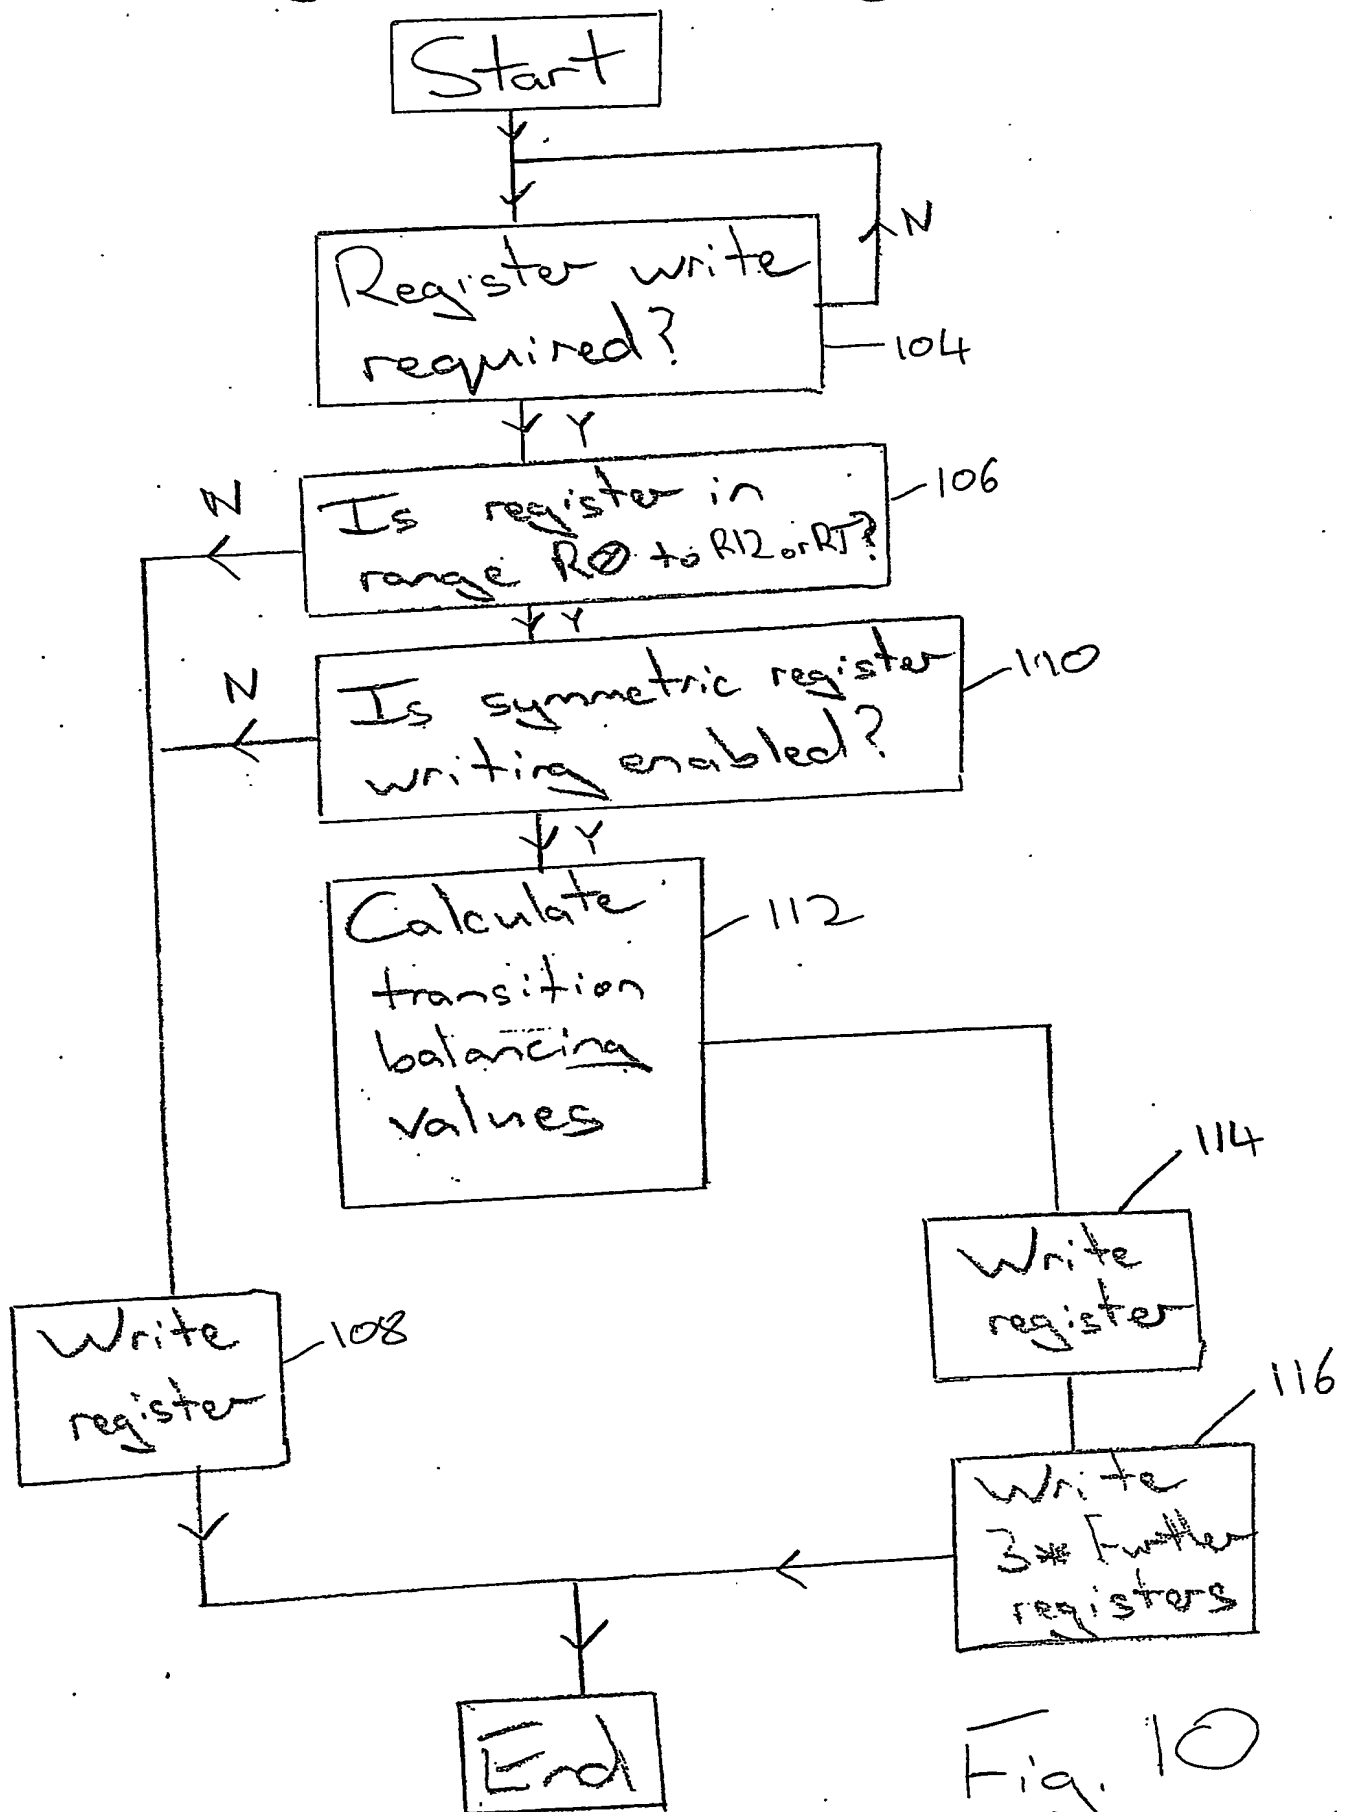 Start
N
Register write
required?
104
Y
N
106
Is register in
range R0 to R12 or RT?
Y
N
110
Is symmetric register
writing enabled?
Y
Calculate
transition
balancing
values
112
114
Write
register
Write
register
108
116
Write
3* Further
registers
End
Fig. 10